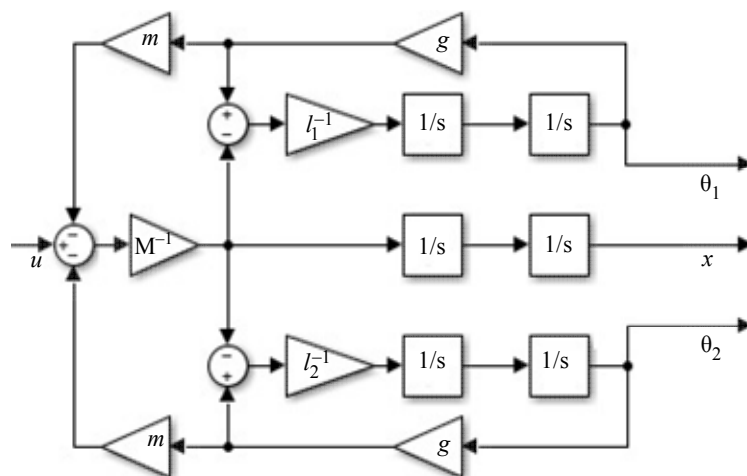 m g
+
−
l₁⁻¹ 1/s 1/s
θ₁
−
+ −
u M⁻¹ 1/s 1/s x
−
+
l₂⁻¹ 1/s 1/s θ₂
m g